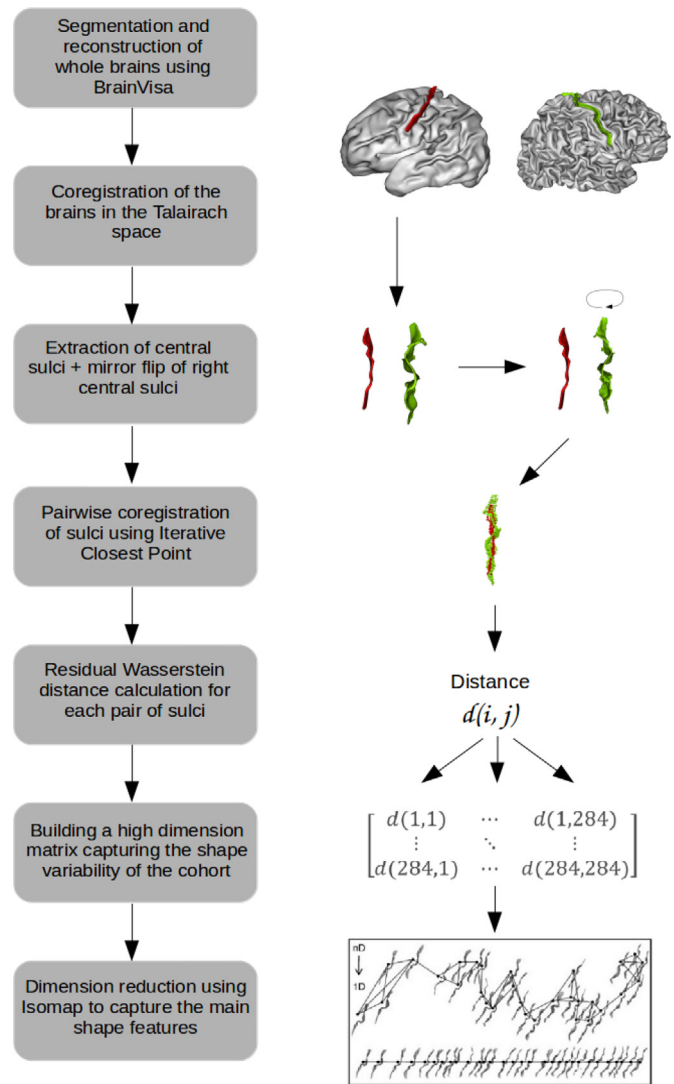 Segmentation and
reconstruction of
whole brains using
BrainVisa
Coregistration of the
brains in the Talairach
space
Extraction of central
sulci + mirror flip of right
central sulci
Pairwise coregistration
of sulci using Iterative
Closest Point
Residual Wasserstein
distance calculation for
each pair of sulci
Building a high dimension
matrix capturing the shape
variability of the cohort
Dimension reduction using
Isomap to capture the main
shape features
Distance
d(i, j)
d(1,1) ⋯ d(1,284)
⋮ ⋱ ⋮
d(284,1) ⋯ d(284,284)
nD
1D